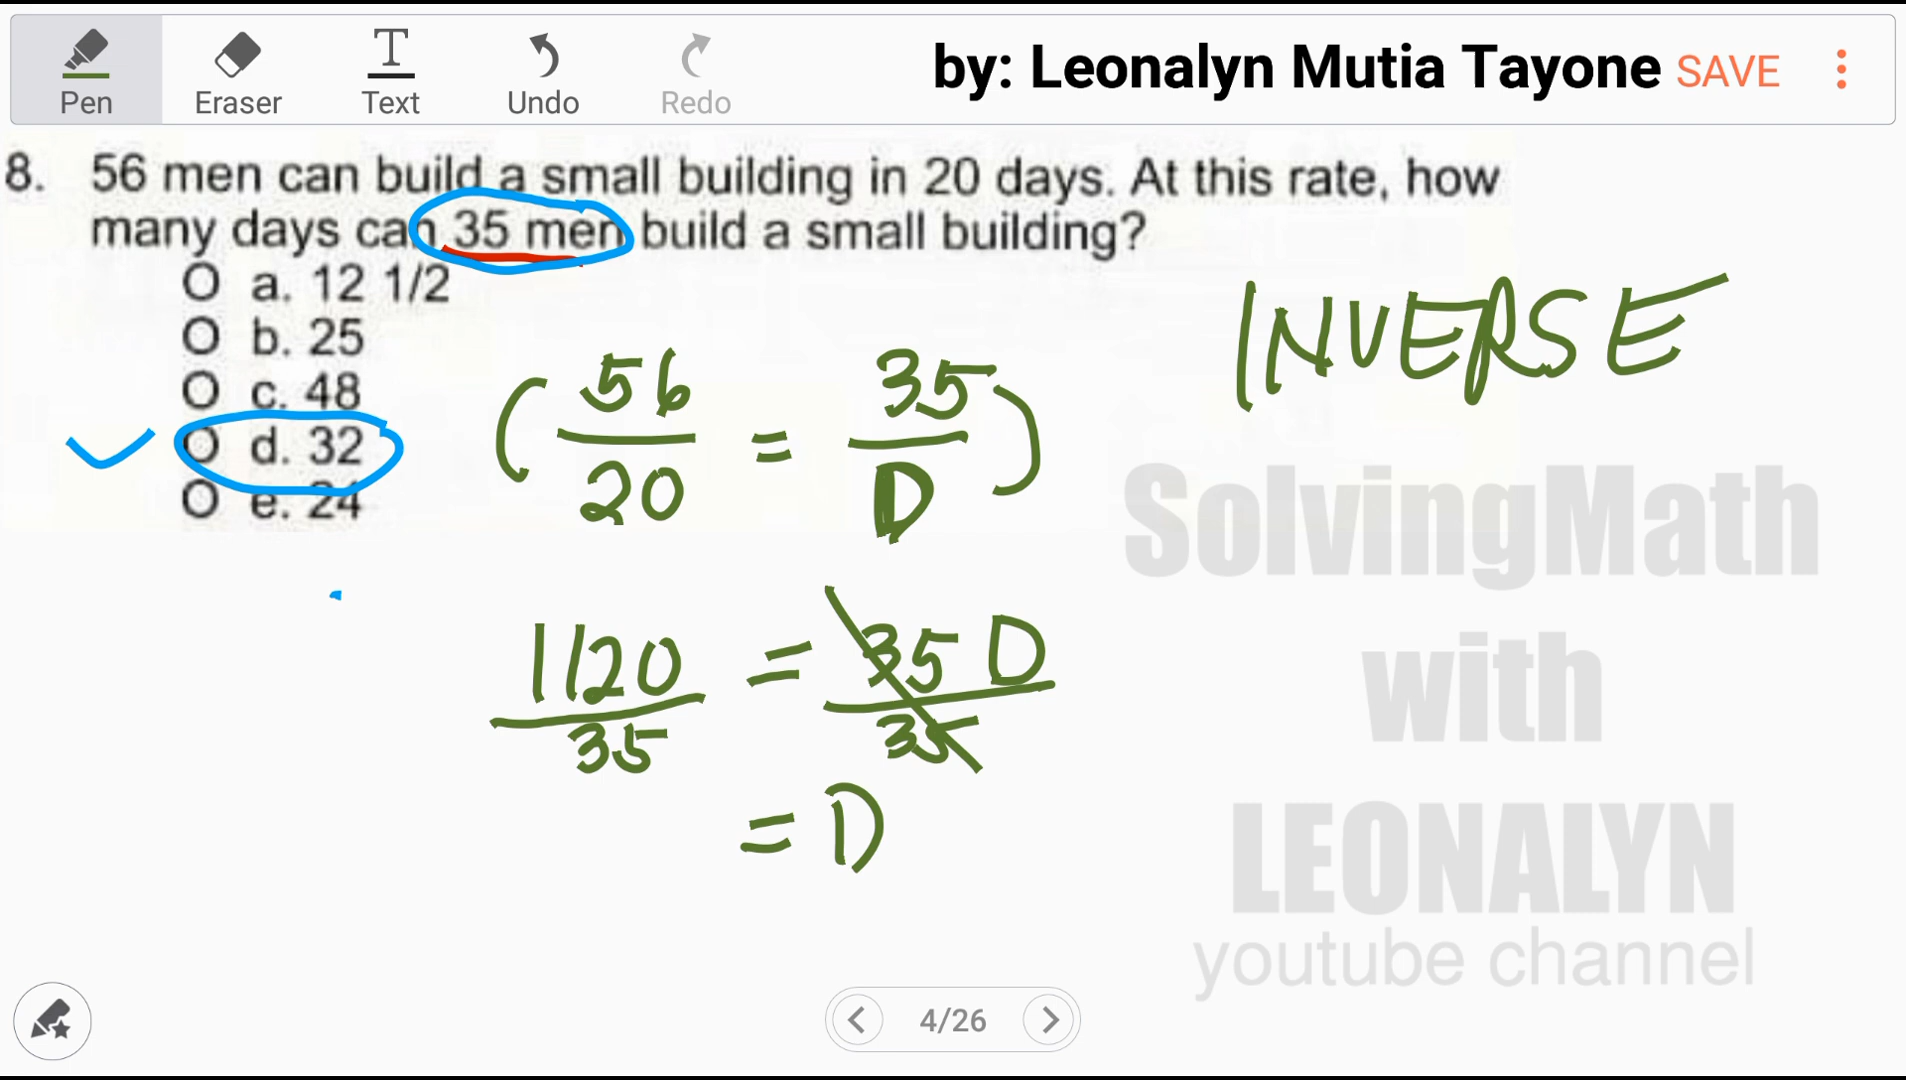 by: Leonalyn Mutia Tayone SAVE
Pen Eraser Text Undo Redo
8. 56 men can build a small building in 20 days. At this rate, how
many days can 35 men build a small building?
O a. 12 1/2
O b. 25
O c. 48
O d. 32
O e. 24
INVERSE
( 56/20 = 35/D )
1120/35 = 35 D/35
= D
SolvingMath
with
LEONALYN
youtube channel
4/26